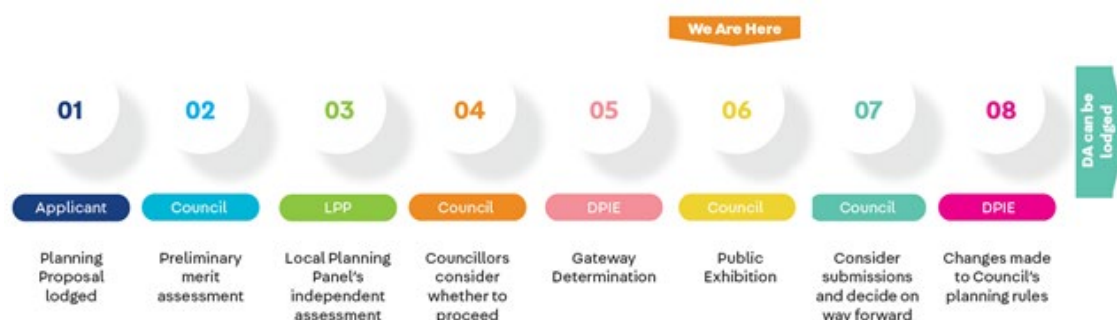 We Are Here
01
02
03
04
05
06
07
08
DA can be
lodged
Applicant
Council
LPP
Council
DPIE
Council
Council
DPIE
Planning
Proposal
lodged
Preliminary
merit
assessment
Local Planning
Panel's
independent
assessment
Councillors
consider
whether to
proceed
Gateway
Determination
Public
Exhibition
Consider
submissions
and decide on
way forward
Changes made
to Council's
planning rules